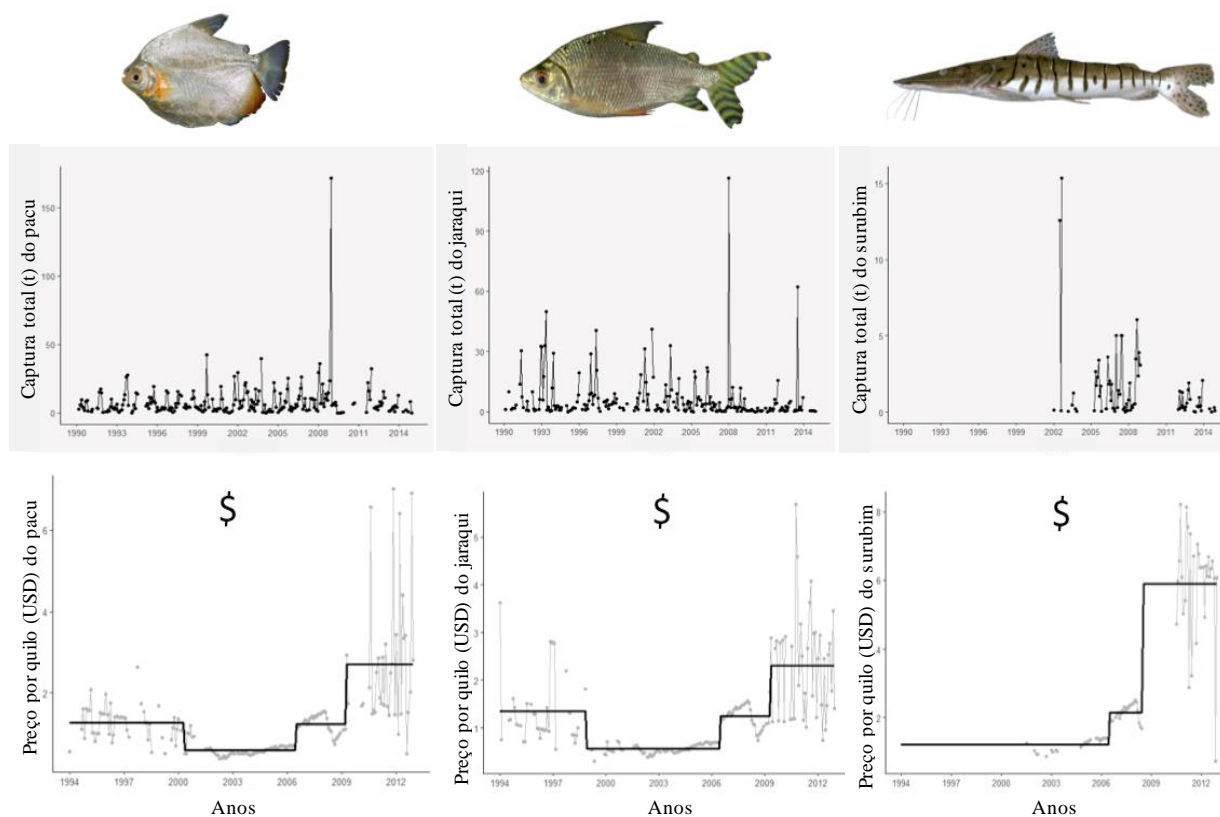 Captura total (t) do pacu
150
100
50
0
1990 1993 1996 1999 2002 2005 2008 2011 2014
Captura total (t) do jaraqui
120
90
60
30
0
1990 1993 1996 1999 2002 2005 2008 2011 2014
Captura total (t) do surubim
15
10
5
0
1990 1993 1996 1999 2002 2005 2008 2011 2014
Preço por quilo (USD) do pacu
$
6
4
2
1994 1997 2000 2003 2006 2009 2012
Anos
Preço por quilo (USD) do jaraqui
$
5
4
3
2
1
1994 1997 2000 2003 2006 2009 2012
Anos
Preço por quilo (USD) do surubim
$
8
6
4
2
1994 1997 2000 2003 2006 2009 2012
Anos